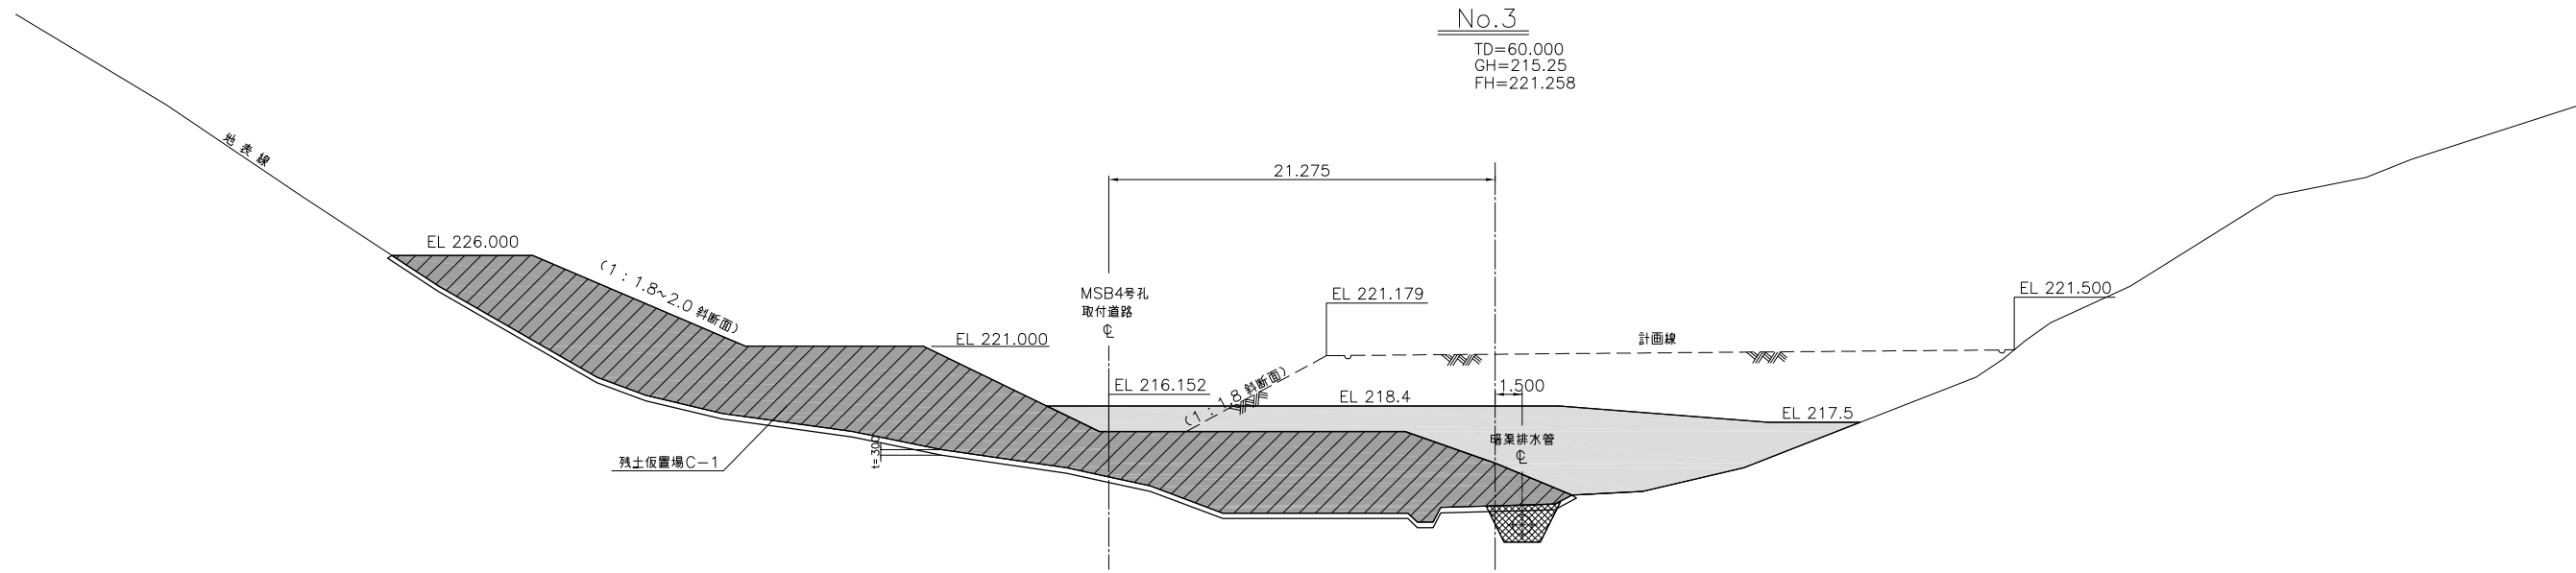 No.3
TD=60.000
GH=215.25
FH=221.258
地表線
21.275
EL 226.000
(1:1.8~2.0 斜断面)
MSB4号孔
取付道路
℄
EL 221.179
EL 221.500
EL 221.000
計画線
(1:1.8 斜断面)
EL 216.152
1.500
EL 218.4
EL 217.5
暗渠排水管
℄
残土仮置場C-1
t=300